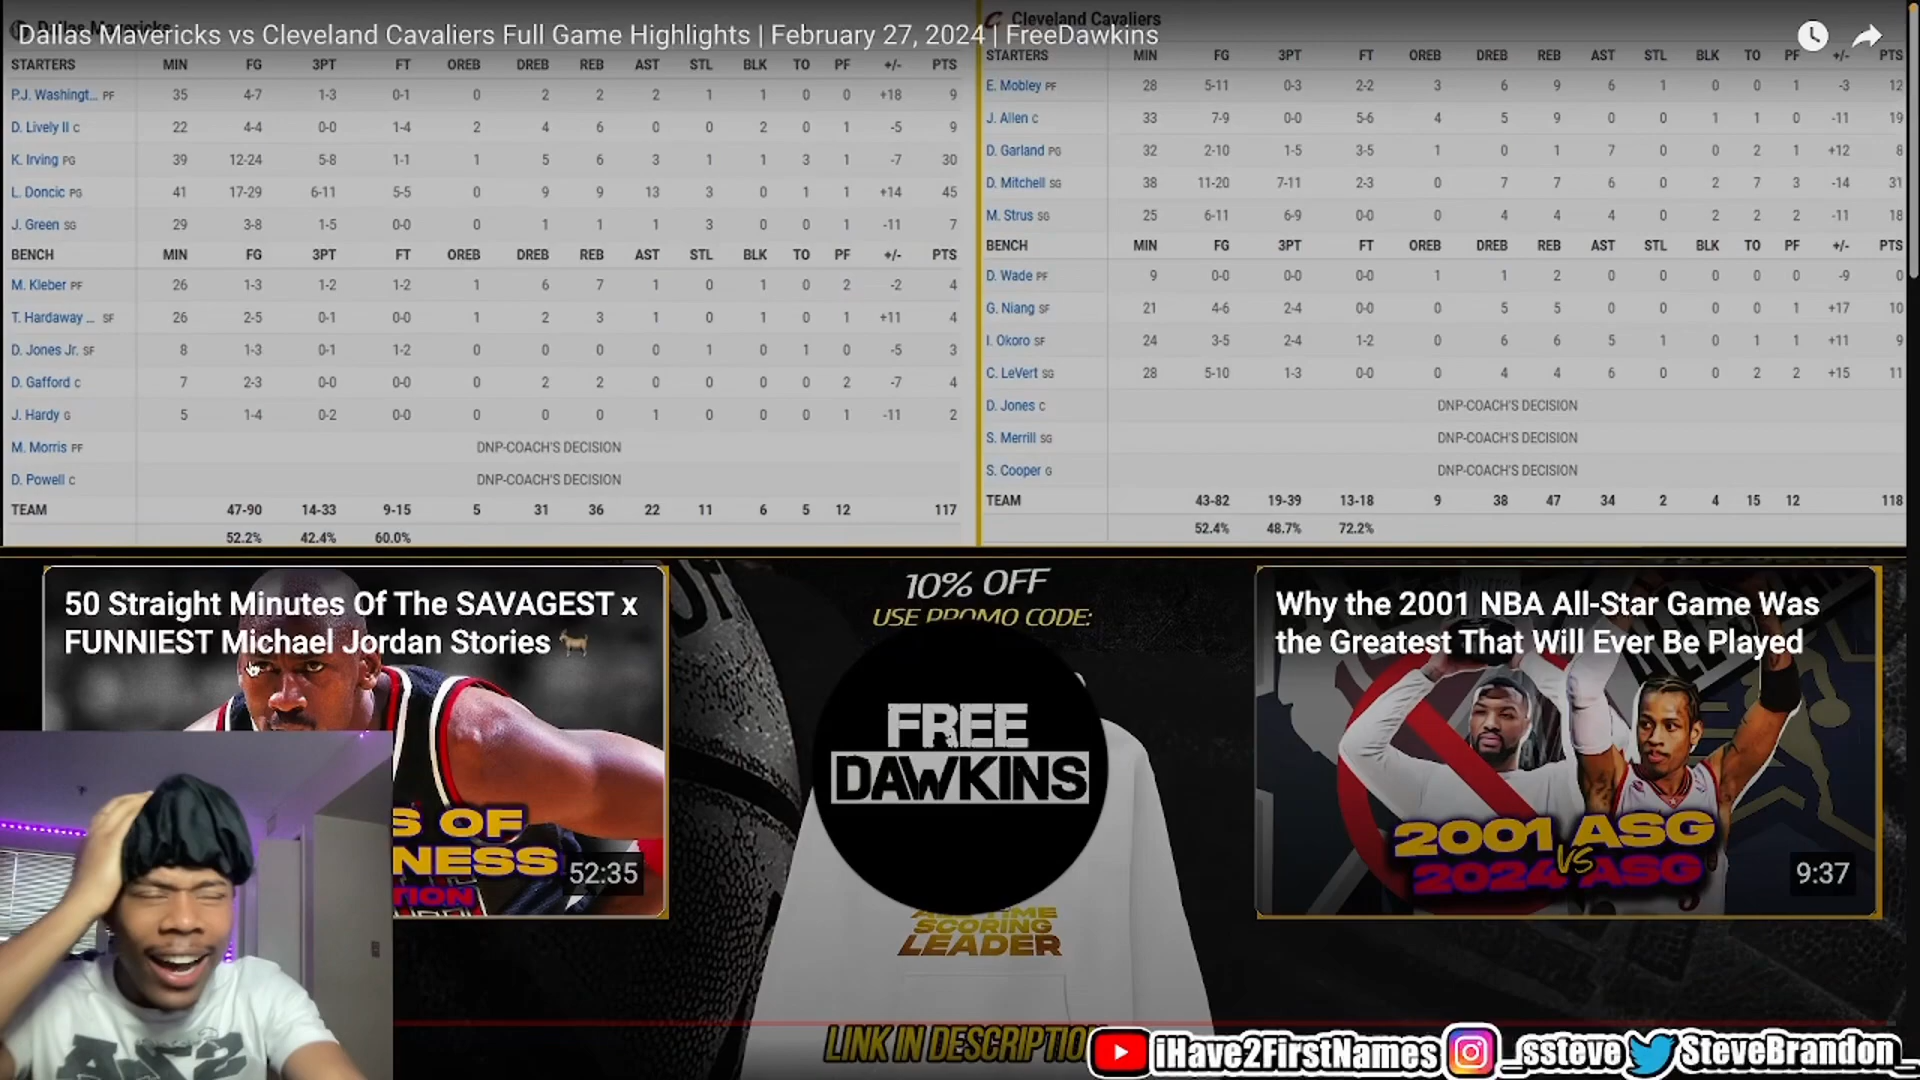 Dallas Mavericks vs Cleveland Cavaliers Full Game Highlights | February 27, 2024 | FreeDawkins
Dallas Mavericks
STARTERS MIN FG 3PT FT OREB DREB REB AST STL BLK TO PF +/- PTS
P.J. Washingt... PF 35 4-7 1-3 0-1 0 2 2 2 1 1 0 0 +18 9
D. Lively II C 22 4-4 0-0 1-4 2 4 6 0 0 2 0 1 -5 9
K. Irving PG 39 12-24 5-8 1-1 1 5 6 3 1 1 3 1 -7 30
L. Doncic PG 41 17-29 6-11 5-5 0 9 9 13 3 0 1 1 +14 45
J. Green SG 29 3-8 1-5 0-0 0 1 1 1 3 0 0 1 -11 7
BENCH MIN FG 3PT FT OREB DREB REB AST STL BLK TO PF +/- PTS
M. Kleber PF 26 1-3 1-2 1-2 1 6 7 1 0 1 0 2 -2 4
T. Hardaway ... SF 26 2-5 0-1 0-0 1 2 3 1 0 1 0 1 +11 4
D. Jones Jr. SF 8 1-3 0-1 1-2 0 0 0 0 1 0 1 0 -5 3
D. Gafford C 7 2-3 0-0 0-0 0 2 2 0 0 0 0 2 -7 4
J. Hardy G 5 1-4 0-2 0-0 0 0 0 1 0 0 0 1 -11 2
M. Morris PF DNP-COACH'S DECISION
D. Powell C DNP-COACH'S DECISION
TEAM 47-90 14-33 9-15 5 31 36 22 11 6 5 12 117
52.2% 42.4% 60.0%
Cleveland Cavaliers
STARTERS MIN FG 3PT FT OREB DREB REB AST STL BLK TO PF +/- PTS
E. Mobley PF 28 5-11 0-3 2-2 3 6 9 6 1 0 0 1 -3 12
J. Allen C 33 7-9 0-0 5-6 4 5 9 0 0 1 1 0 -11 19
D. Garland PG 32 2-10 1-5 3-5 1 0 1 7 0 0 2 1 +12 8
D. Mitchell SG 38 11-20 7-11 2-3 0 7 7 6 0 2 7 3 -14 31
M. Strus SG 25 6-11 6-9 0-0 0 4 4 4 0 2 2 2 -11 18
BENCH MIN FG 3PT FT OREB DREB REB AST STL BLK TO PF +/- PTS
D. Wade PF 9 0-0 0-0 0-0 1 1 2 0 0 0 0 0 -9 0
G. Niang SF 21 4-6 2-4 0-0 0 5 5 0 0 0 0 1 +17 10
I. Okoro SF 24 3-5 2-4 1-2 0 6 6 5 1 0 1 1 +11 9
C. LeVert SG 28 5-10 1-3 0-0 0 4 4 6 0 0 2 2 +15 11
D. Jones C DNP-COACH'S DECISION
S. Merrill SG DNP-COACH'S DECISION
S. Cooper G DNP-COACH'S DECISION
TEAM 43-82 19-39 13-18 9 38 47 34 2 4 15 12 118
52.4% 48.7% 72.2%
50 Straight Minutes Of The SAVAGEST x
FUNNIEST Michael Jordan Stories
S OF
NESS
TION
52:35
10% OFF
USE PROMO CODE:
FREE
DAWKINS
ALL TIME
SCORING
LEADER
LINK IN DESCRIPTIO
Why the 2001 NBA All-Star Game Was
the Greatest That Will Ever Be Played
2001 ASG
VS
2024 ASG
9:37
iHave2FirstNames _ssteve SteveBrandon_